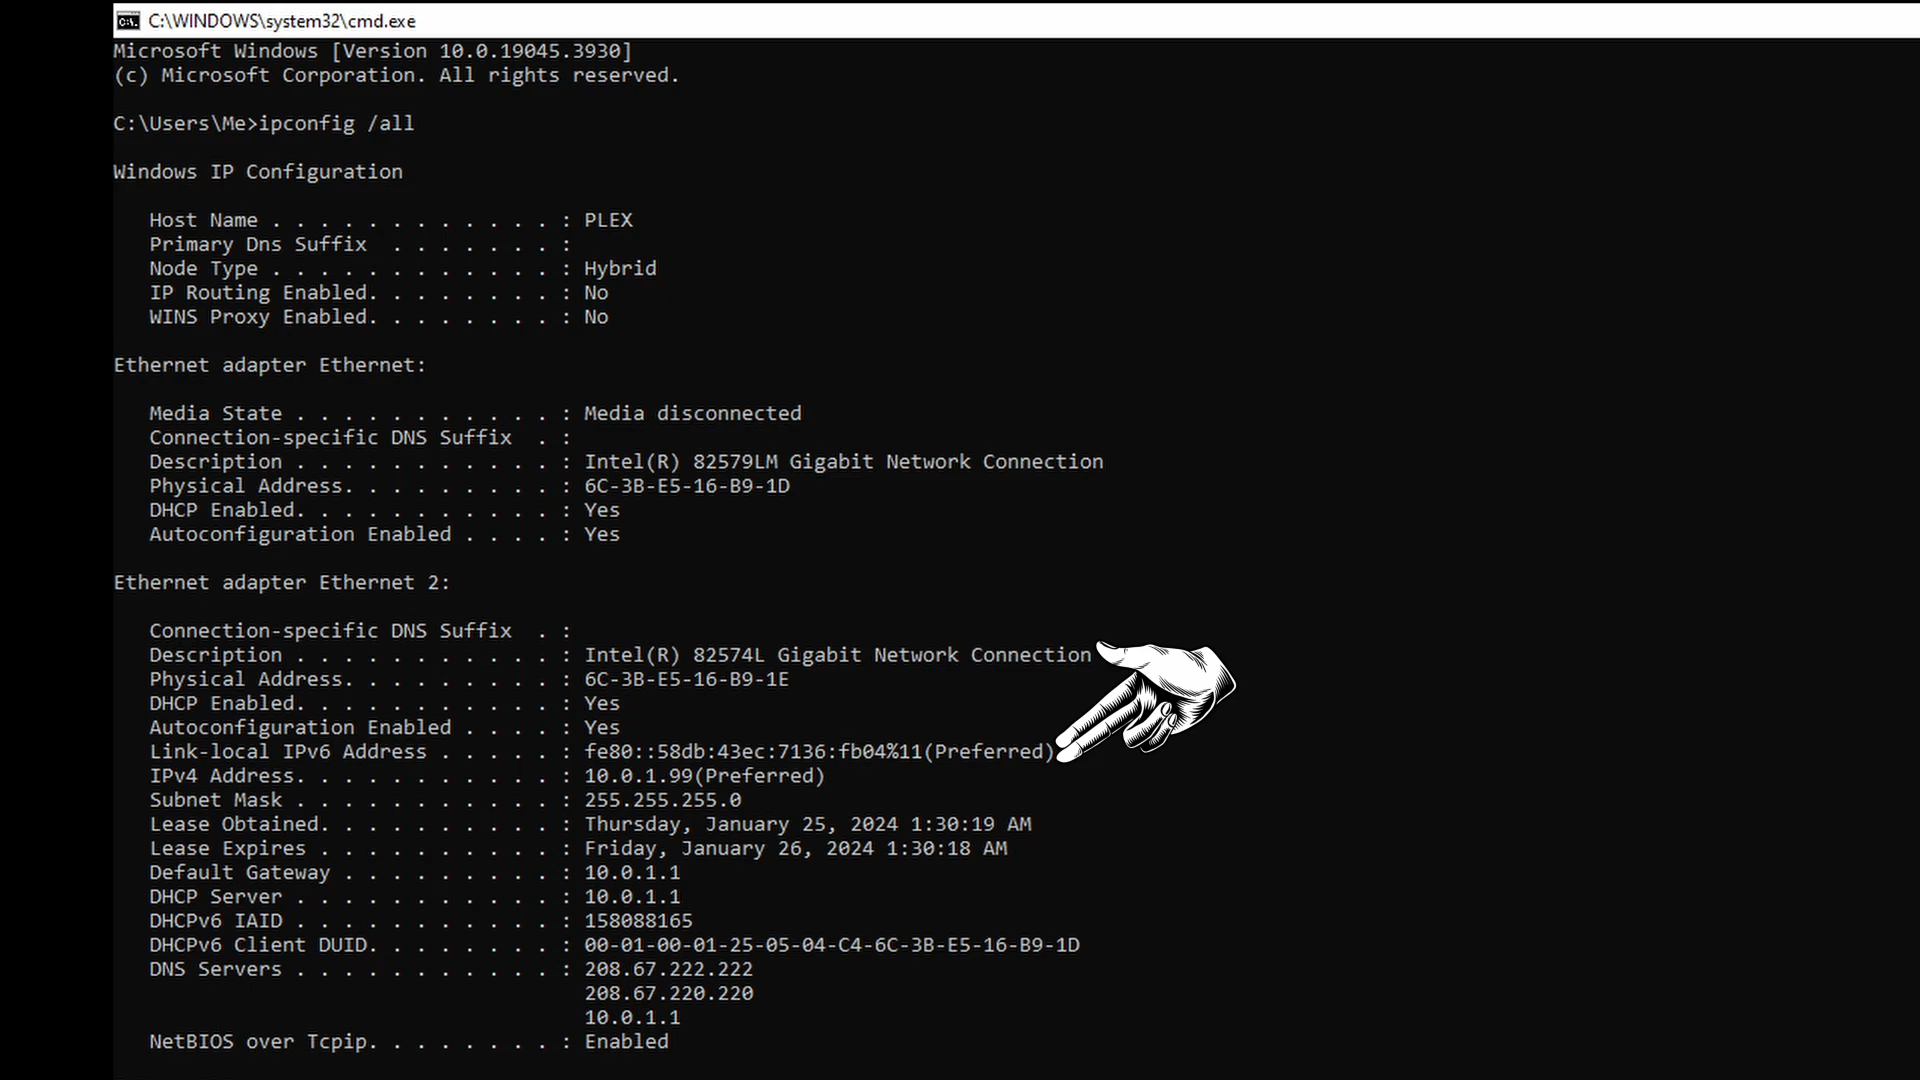 C:\WINDOWS\system32\cmd.exe
Microsoft Windows [Version 10.0.19045.3930]
(c) Microsoft Corporation. All rights reserved.
C:\Users\Me>ipconfig /all
Windows IP Configuration
Host Name . . . . . . . . . . . . : PLEX
Primary Dns Suffix  . . . . . . . :
Node Type . . . . . . . . . . . . : Hybrid
IP Routing Enabled. . . . . . . . : No
WINS Proxy Enabled. . . . . . . . : No
Ethernet adapter Ethernet:
Media State . . . . . . . . . . . : Media disconnected
Connection-specific DNS Suffix  . :
Description . . . . . . . . . . . : Intel(R) 82579LM Gigabit Network Connection
Physical Address. . . . . . . . . : 6C-3B-E5-16-B9-1D
DHCP Enabled. . . . . . . . . . . : Yes
Autoconfiguration Enabled . . . . : Yes
Ethernet adapter Ethernet 2:
Connection-specific DNS Suffix  . :
Description . . . . . . . . . . . : Intel(R) 82574L Gigabit Network Connection
Physical Address. . . . . . . . . : 6C-3B-E5-16-B9-1E
DHCP Enabled. . . . . . . . . . . : Yes
Autoconfiguration Enabled . . . . : Yes
Link-local IPv6 Address . . . . . : fe80::58db:43ec:7136:fb04%11(Preferred)
IPv4 Address. . . . . . . . . . . : 10.0.1.99(Preferred)
Subnet Mask . . . . . . . . . . . : 255.255.255.0
Lease Obtained. . . . . . . . . . : Thursday, January 25, 2024 1:30:19 AM
Lease Expires . . . . . . . . . . : Friday, January 26, 2024 1:30:18 AM
Default Gateway . . . . . . . . . : 10.0.1.1
DHCP Server . . . . . . . . . . . : 10.0.1.1
DHCPv6 IAID . . . . . . . . . . . : 158088165
DHCPv6 Client DUID. . . . . . . . : 00-01-00-01-25-05-04-C4-6C-3B-E5-16-B9-1D
DNS Servers . . . . . . . . . . . : 208.67.222.222
208.67.220.220
10.0.1.1
NetBIOS over Tcpip. . . . . . . . : Enabled